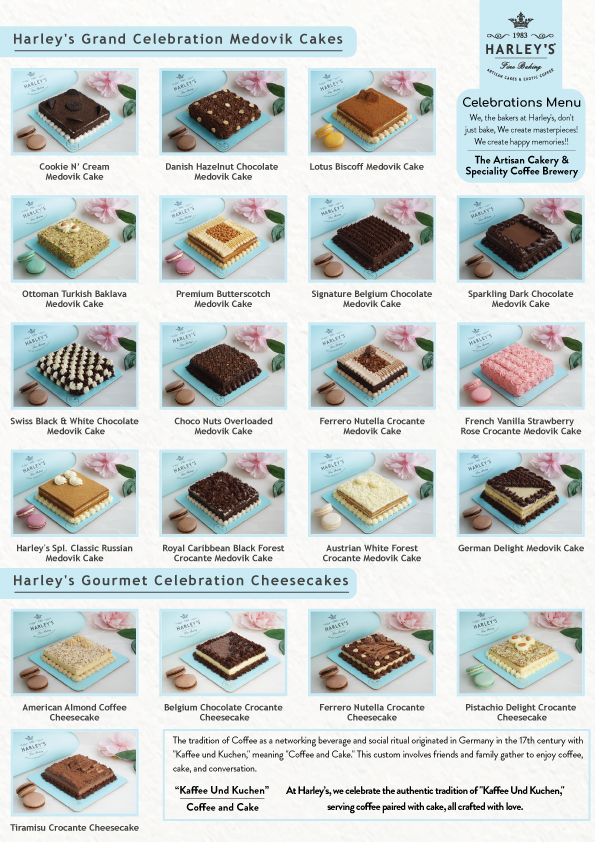 Harley's Grand Celebration Medovik Cakes
1983
HARLEY'S
Fine Baking
ARTISAN CAKES & EXOTIC COFFEE
Celebrations Menu
We, the bakers at Harley's, don't
just bake, We create masterpieces!
We create happy memories!!
The Artisan Cakery &
Speciality Coffee Brewery
Cookie N' Cream
Medovik Cake
Danish Hazelnut Chocolate
Medovik Cake
Lotus Biscoff Medovik Cake
Ottoman Turkish Baklava
Medovik Cake
Premium Butterscotch
Medovik Cake
Signature Belgium Chocolate
Medovik Cake
Sparkling Dark Chocolate
Medovik Cake
Swiss Black & White Chocolate
Medovik Cake
Choco Nuts Overloaded
Medovik Cake
Ferrero Nutella Crocante
Medovik Cake
French Vanilla Strawberry
Rose Crocante Medovik Cake
Harley's Spl. Classic Russian
Medovik Cake
Royal Caribbean Black Forest
Crocante Medovik Cake
Austrian White Forest
Crocante Medovik Cake
German Delight Medovik Cake
Harley's Gourmet Celebration Cheesecakes
American Almond Coffee
Cheesecake
Belgium Chocolate Crocante
Cheesecake
Ferrero Nutella Crocante
Cheesecake
Pistachio Delight Crocante
Cheesecake
Tiramisu Crocante Cheesecake
The tradition of Coffee as a networking beverage and social ritual originated in Germany in the 17th century with
"Kaffee und Kuchen," meaning "Coffee and Cake." This custom involves friends and family gather to enjoy coffee,
cake, and conversation.
"Kaffee Und Kuchen"
Coffee and Cake
At Harley's, we celebrate the authentic tradition of "Kaffee Und Kuchen,"
serving coffee paired with cake, all crafted with love.